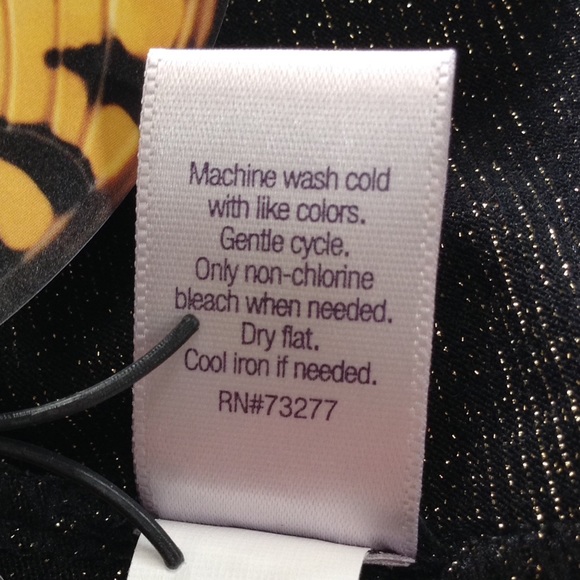 Machine wash cold
with like colors.
Gentle cycle.
Only non-chlorine
bleach when needed.
Dry flat.
Cool iron if needed.
RN#73277